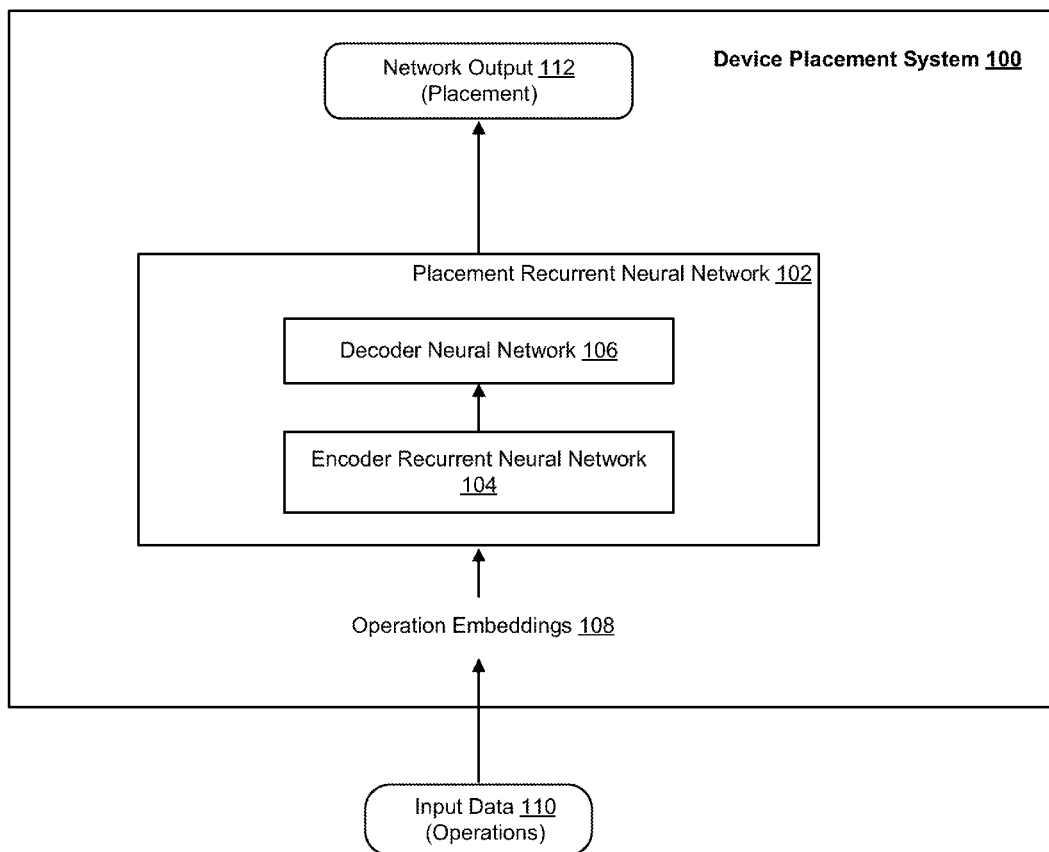 Device Placement System 100
Network Output 112
(Placement)
Placement Recurrent Neural Network 102
Decoder Neural Network 106
Encoder Recurrent Neural Network
104
Operation Embeddings 108
Input Data 110
(Operations)